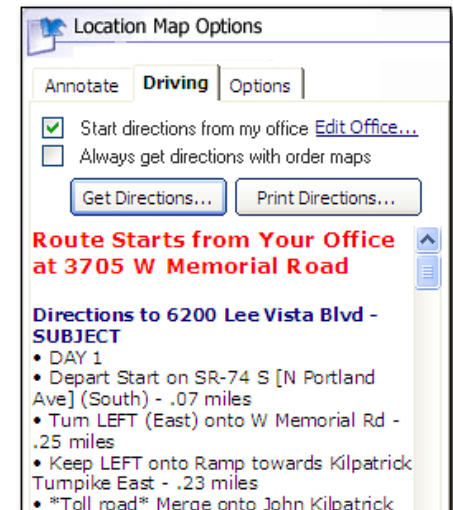 Location Map Options
Annotate Driving Options
Start directions from my office Edit Office...
Always get directions with order maps
Get Directions... Print Directions...
Route Starts from Your Office
at 3705 W Memorial Road
Directions to 6200 Lee Vista Blvd -
SUBJECT
• DAY 1
• Depart Start on SR-74 S [N Portland
Ave] (South) - .07 miles
• Turn LEFT (East) onto W Memorial Rd -
.25 miles
• Keep LEFT onto Ramp towards Kilpatrick
Turnpike East - .23 miles
• *Toll road* Merge onto John Kilpatrick